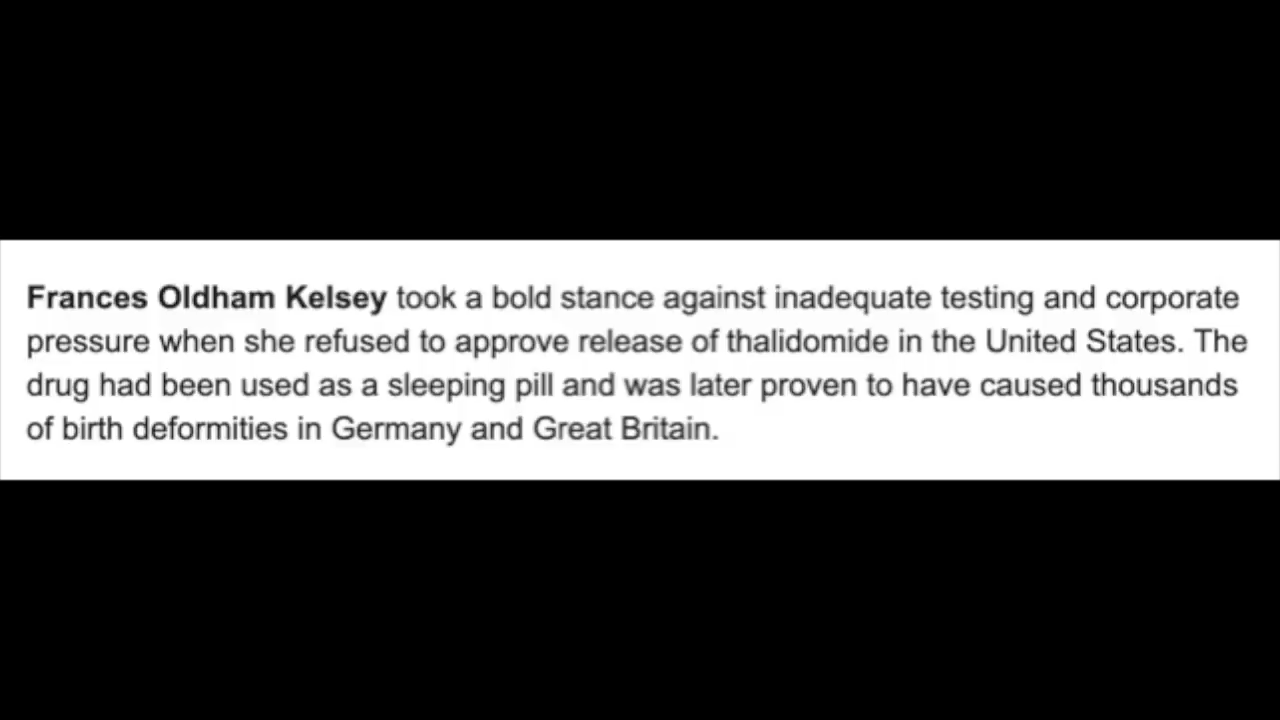 Frances Oldham Kelsey took a bold stance against inadequate testing and corporate
pressure when she refused to approve release of thalidomide in the United States. The
drug had been used as a sleeping pill and was later proven to have caused thousands
of birth deformities in Germany and Great Britain.